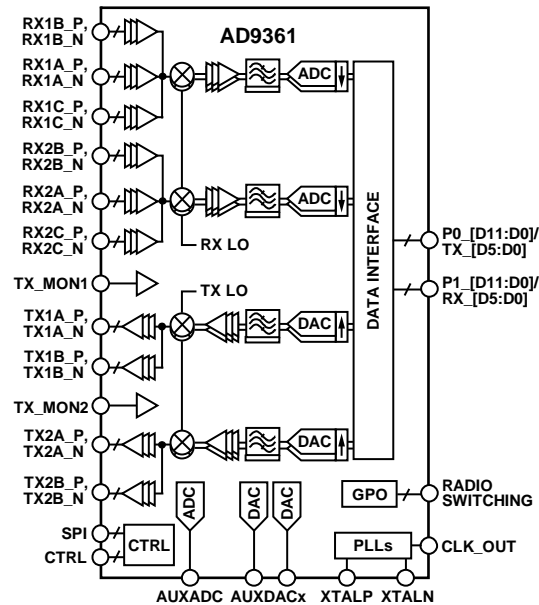 AD9361
RX1B_P,
RX1B_N
RX1A_P,
RX1A_N
RX1C_P,
RX1C_N
RX2B_P,
RX2B_N
RX2A_P,
RX2A_N
RX2C_P,
RX2C_N
TX_MON1
TX1A_P,
TX1A_N
TX1B_P,
TX1B_N
TX_MON2
TX2A_P,
TX2A_N
TX2B_P,
TX2B_N
SPI
CTRL
ADC
ADC
RX LO
TX LO
DAC
DAC
DATA INTERFACE
P0_[D11:D0]/
TX_[D5:D0]
P1_[D11:D0]/
RX_[D5:D0]
GPO
RADIO
SWITCHING
CTRL
ADC
DAC
DAC
PLLs
CLK_OUT
AUXADC
AUXDACx
XTALP
XTALN